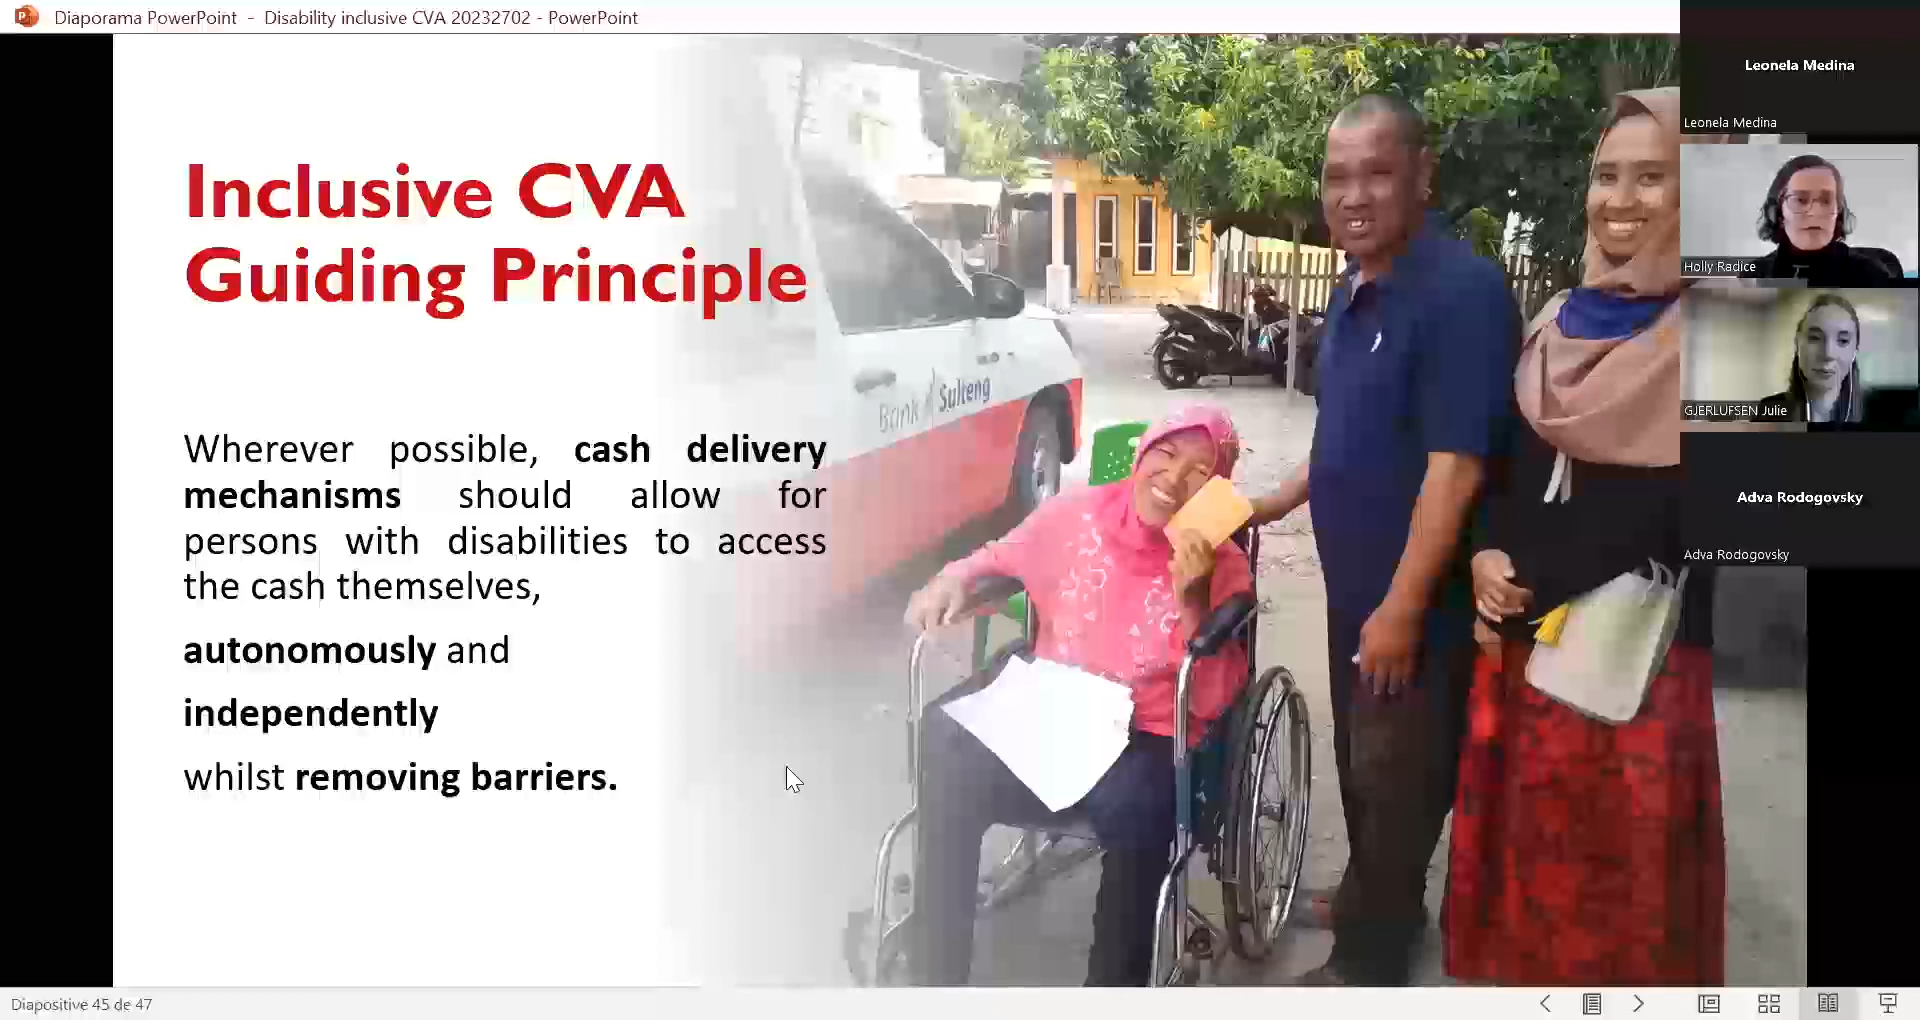 Diaporama PowerPoint - Disability inclusive CVA 20232702 - PowerPoint
Inclusive CVA
Guiding Principle
Wherever possible, cash delivery
mechanisms should allow for
persons with disabilities to access
the cash themselves,
autonomously and
independently
whilst removing barriers.
Bank Sulteng
Leonela Medina
Leonela Medina
Holly Radice
GJERLUFSEN Julie
Adva Rodogovsky
Adva Rodogovsky
Diapositive 45 de 47